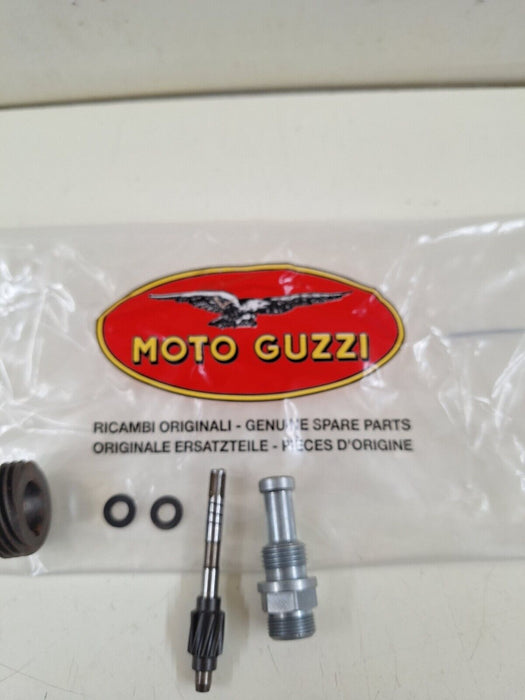 MOTO GUZZI
RICAMBI ORIGINALI - GENUINE SPARE PARTS
ORIGINALE ERSATZTEILE - PIECES D'ORIGINE